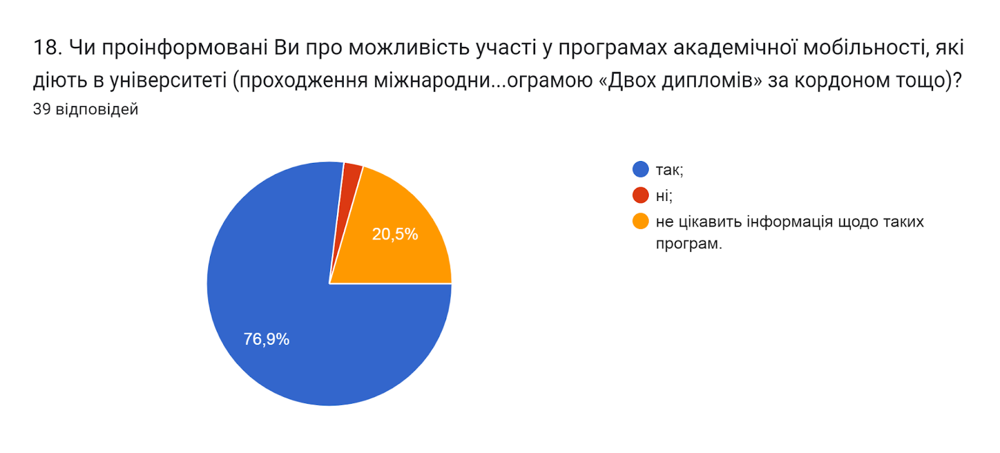 18. Чи проінформовані Ви про можливість участі у програмах академічної мобільності, які
діють в університеті (проходження міжнародни...ограмою «Двох дипломів» за кордоном тощо)?
39 відповідей
так;
ні;
не цікавить інформація щодо таких
програм.
20,5%
76,9%